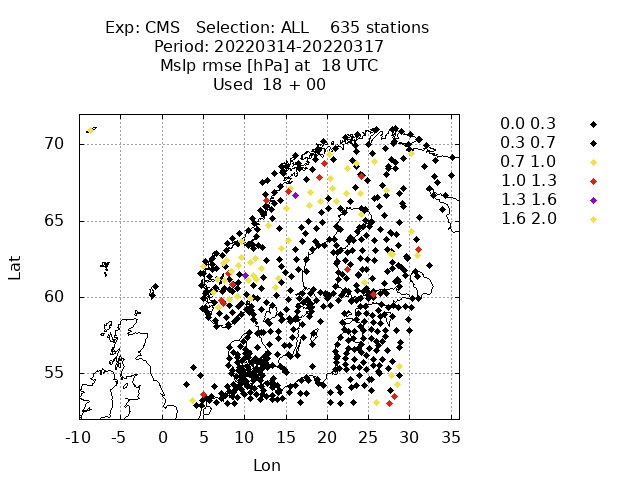 Exp: CMS Selection: ALL 635 stations
Period: 20220314-20220317
Mslp rmse [hPa] at 18 UTC
Used 18 + 00
0.0 0.3
0.3 0.7
0.7 1.0
1.0 1.3
1.3 1.6
1.6 2.0
70
65
60
55
Lat
-10 -5 0 5 10 15 20 25 30 35
Lon